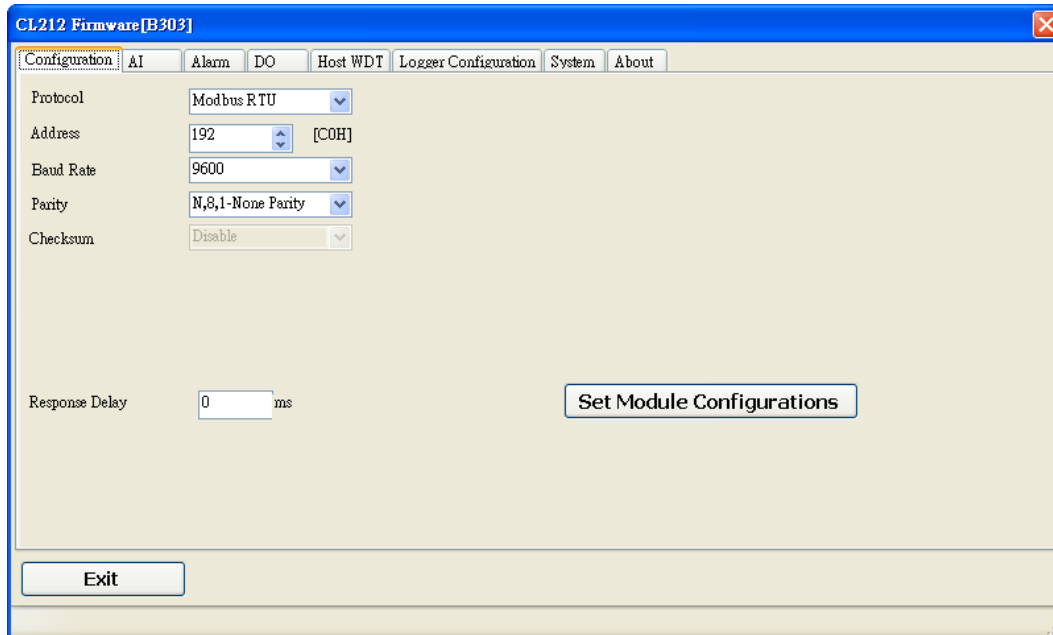 CL212 Firmware[B303]
Configuration AI Alarm DO Host WDT Logger Configuration System About
Protocol Modbus RTU
Address 192 [C0H]
Baud Rate 9600
Parity N,8,1-None Parity
Checksum Disable
Response Delay 0 ms Set Module Configurations
Exit